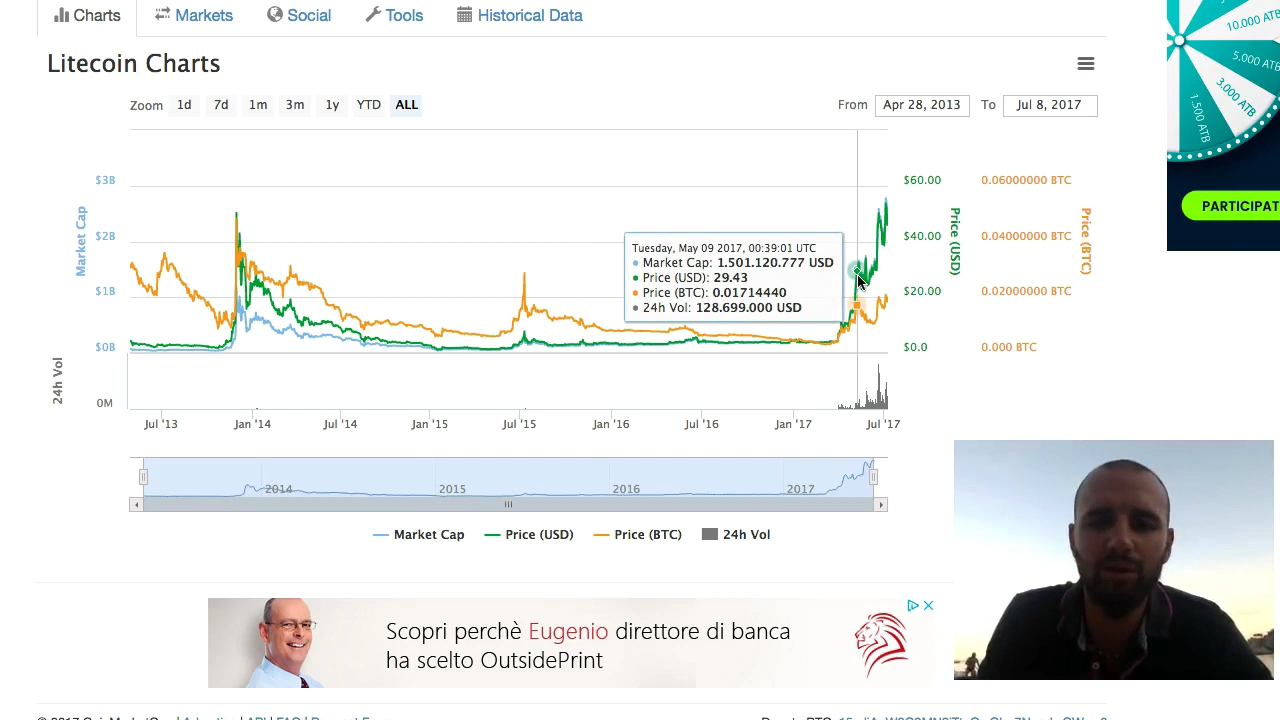 Charts Markets Social Tools Historical Data
Litecoin Charts
Zoom 1d 7d 1m 3m 1y YTD ALL From Apr 28, 2013 To Jul 8, 2017
10.000 ATB
5.000 ATB
3.000 ATB
1.500 ATB
PARTICIPAT
Market Cap
$3B
$2B
$1B
$0B
24h Vol
0M
$60.00
$40.00
$20.00
$0.0
Price (USD)
0.06000000 BTC
0.04000000 BTC
0.02000000 BTC
0.000 BTC
Price (BTC)
Tuesday, May 09 2017, 00:39:01 UTC
Market Cap: 1.501.120.777 USD
Price (USD): 29.43
Price (BTC): 0.01714440
24h Vol: 128.699.000 USD
Jul '13 Jan '14 Jul '14 Jan '15 Jul '15 Jan '16 Jul '16 Jan '17 Jul '17
2014 2015 2016 2017
Market Cap Price (USD) Price (BTC) 24h Vol
Scopri perchè Eugenio direttore di banca
ha scelto OutsidePrint